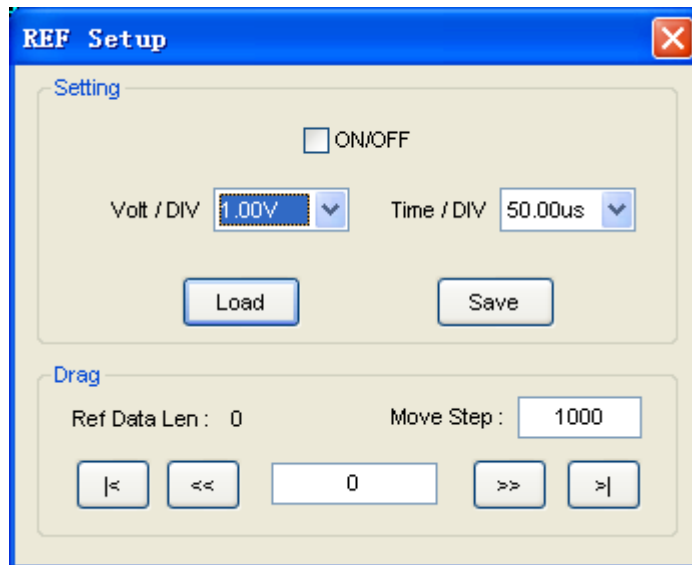 REF Setup
Setting
ON/OFF
Volt / DIV 1.00V Time / DIV 50.00us
Load Save
Drag
Ref Data Len : 0 Move Step : 1000
|< << 0 >> >|